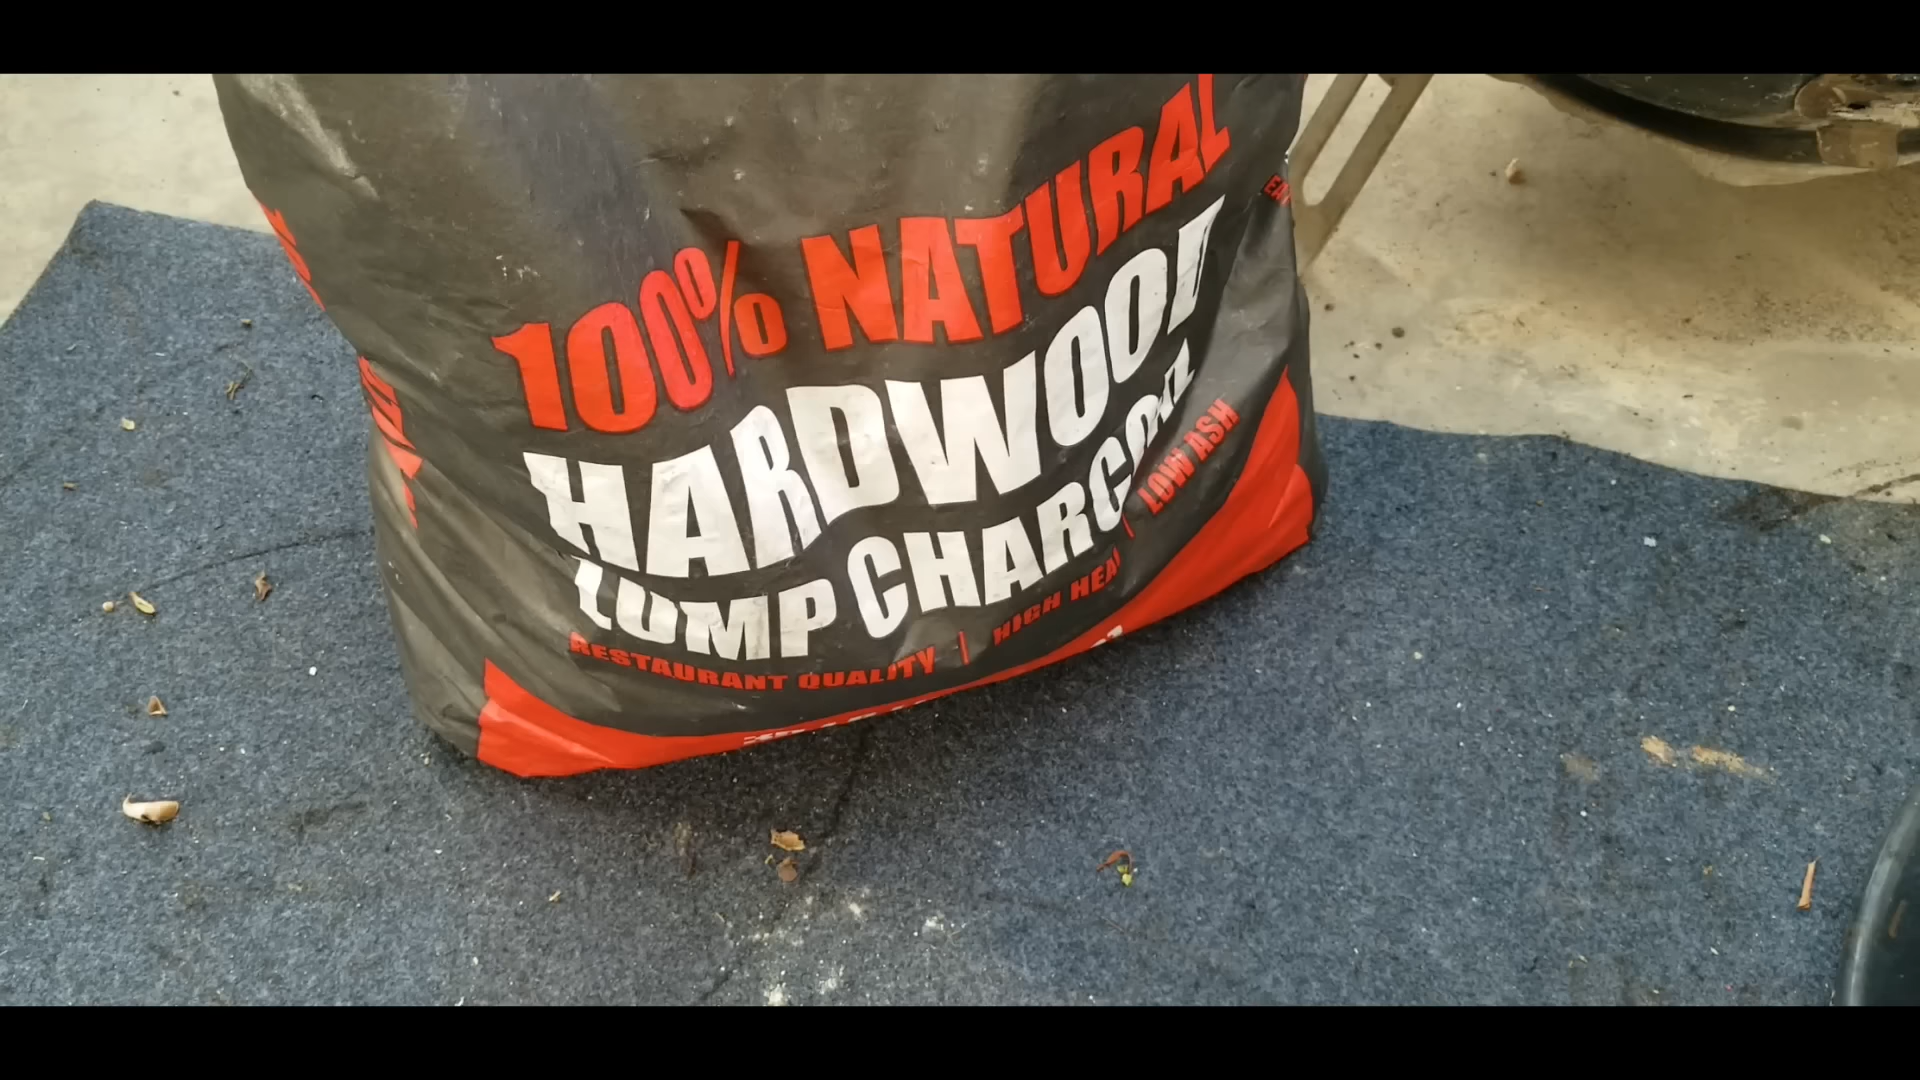 100% NATURAL
HARDWOOD
LUMP CHARCOAL
RESTAURANT QUALITY | HIGH HEAT | LOW ASH